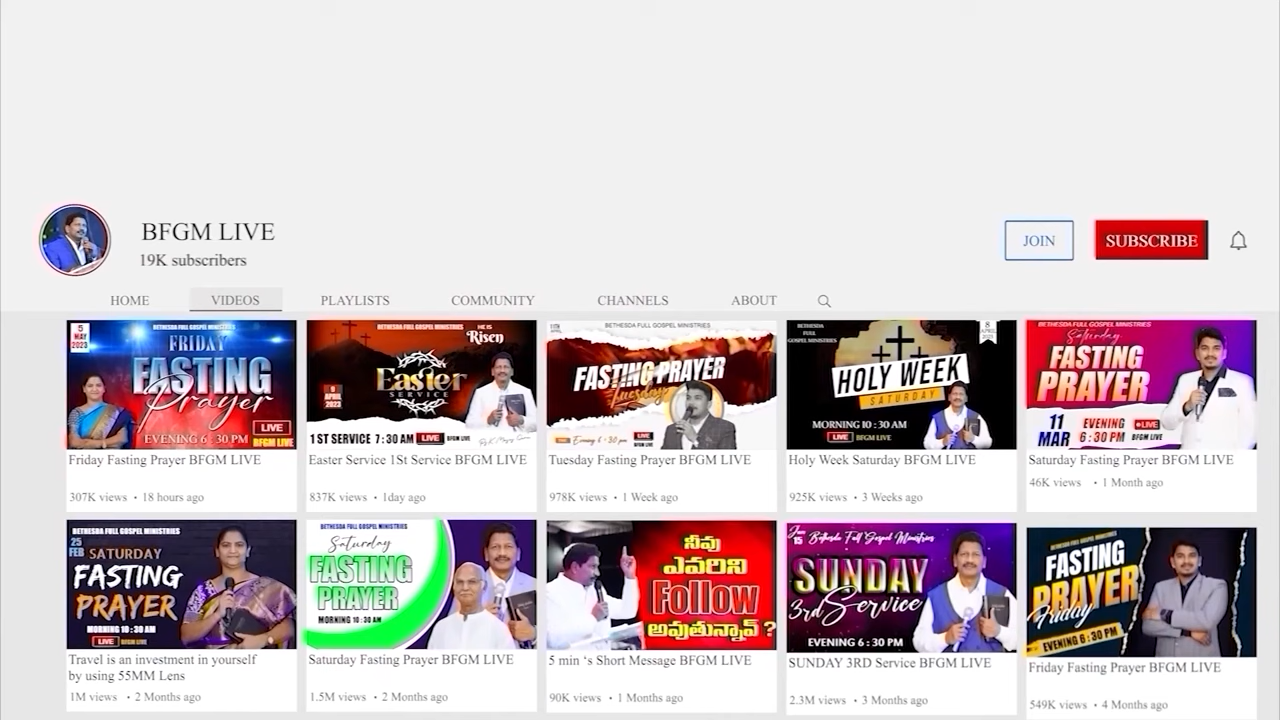 BFGM LIVE
19K subscribers
JOIN
SUBSCRIBE
HOME
VIDEOS
PLAYLISTS
COMMUNITY
CHANNELS
ABOUT
5
MAY
2023
BETHESDA FULL GOSPEL MINISTRIES
FRIDAY
FASTING
Prayer
EVENING 6 : 30 PM
LIVE
BFGM LIVE
Friday Fasting Prayer BFGM LIVE
307K views • 18 hours ago
BETHESDA FULL GOSPEL MINISTRIES
HE IS
Risen
Easter
SERVICE
9
APRIL
2023
1ST SERVICE 7 : 30 AM
LIVE
BFGM LIVE
Easter Service 1St Service BFGM LIVE
837K views • 1day ago
BETHESDA FULL GOSPEL MINISTRIES
FASTING PRAYER
Tuesday
Evening 6 : 30 pm
LIVE
BFGM LIVE
Tuesday Fasting Prayer BFGM LIVE
978K views • 1 Week ago
BETHESDA
FULL
GOSPEL MINISTRIES
8
APRIL
HOLY WEEK
SATURDAY
MORNING 10 : 30 AM
LIVE
BFGM LIVE
Holy Week Saturday BFGM LIVE
925K views • 3 Weeks ago
BETHESDA FULL GOSPEL MINISTRIES
Saturday
FASTING
PRAYER
11
MAR
EVENING
6 : 30 PM
LIVE
BFGM LIVE
Saturday Fasting Prayer BFGM LIVE
46K views • 1 Month ago
BETHESDA FULL GOSPEL MINISTRIES
25
FEB
SATURDAY
FASTING
PRAYER
MORNING 10 : 30 AM
LIVE
BFGM LIVE
Travel is an investment in yourself
by using 55MM Lens
1M views • 2 Months ago
BETHESDA FULL GOSPEL MINISTRIES
Saturday
FASTING
PRAYER
MORNING 10 : 30 AM
Saturday Fasting Prayer BFGM LIVE
1.5M views • 2 Months ago
నీవు
ఎవరిని
Follow
అవుతున్నావ్ ?
5 min ‘s Short Message BFGM LIVE
90K views • 1 Months ago
June
15
Bethesda Full Gospel Ministries
SUNDAY
3rd Service
EVENING 6 : 30 PM
SUNDAY 3RD Service BFGM LIVE
2.3M views • 3 Months ago
BETHESDA FULL GOSPEL MINISTRIES
FASTING
PRAYER
Friday
EVENING 6 : 30 PM
Friday Fasting Prayer BFGM LIVE
549K views • 4 Months ago